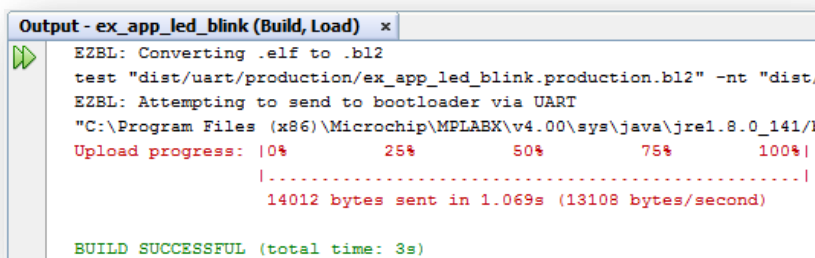 Output - ex_app_led_blink (Build, Load) ×
EZBL: Converting .elf to .bl2
test "dist/uart/production/ex_app_led_blink.production.bl2" -nt "dist/
EZBL: Attempting to send to bootloader via UART
"C:\Program Files (x86)\Microchip\MPLABX\v4.00\sys\java\jre1.8.0_141/
Upload progress: |0% 25% 50% 75% 100%|
|..................................................|
14012 bytes sent in 1.069s (13108 bytes/second)
BUILD SUCCESSFUL (total time: 3s)